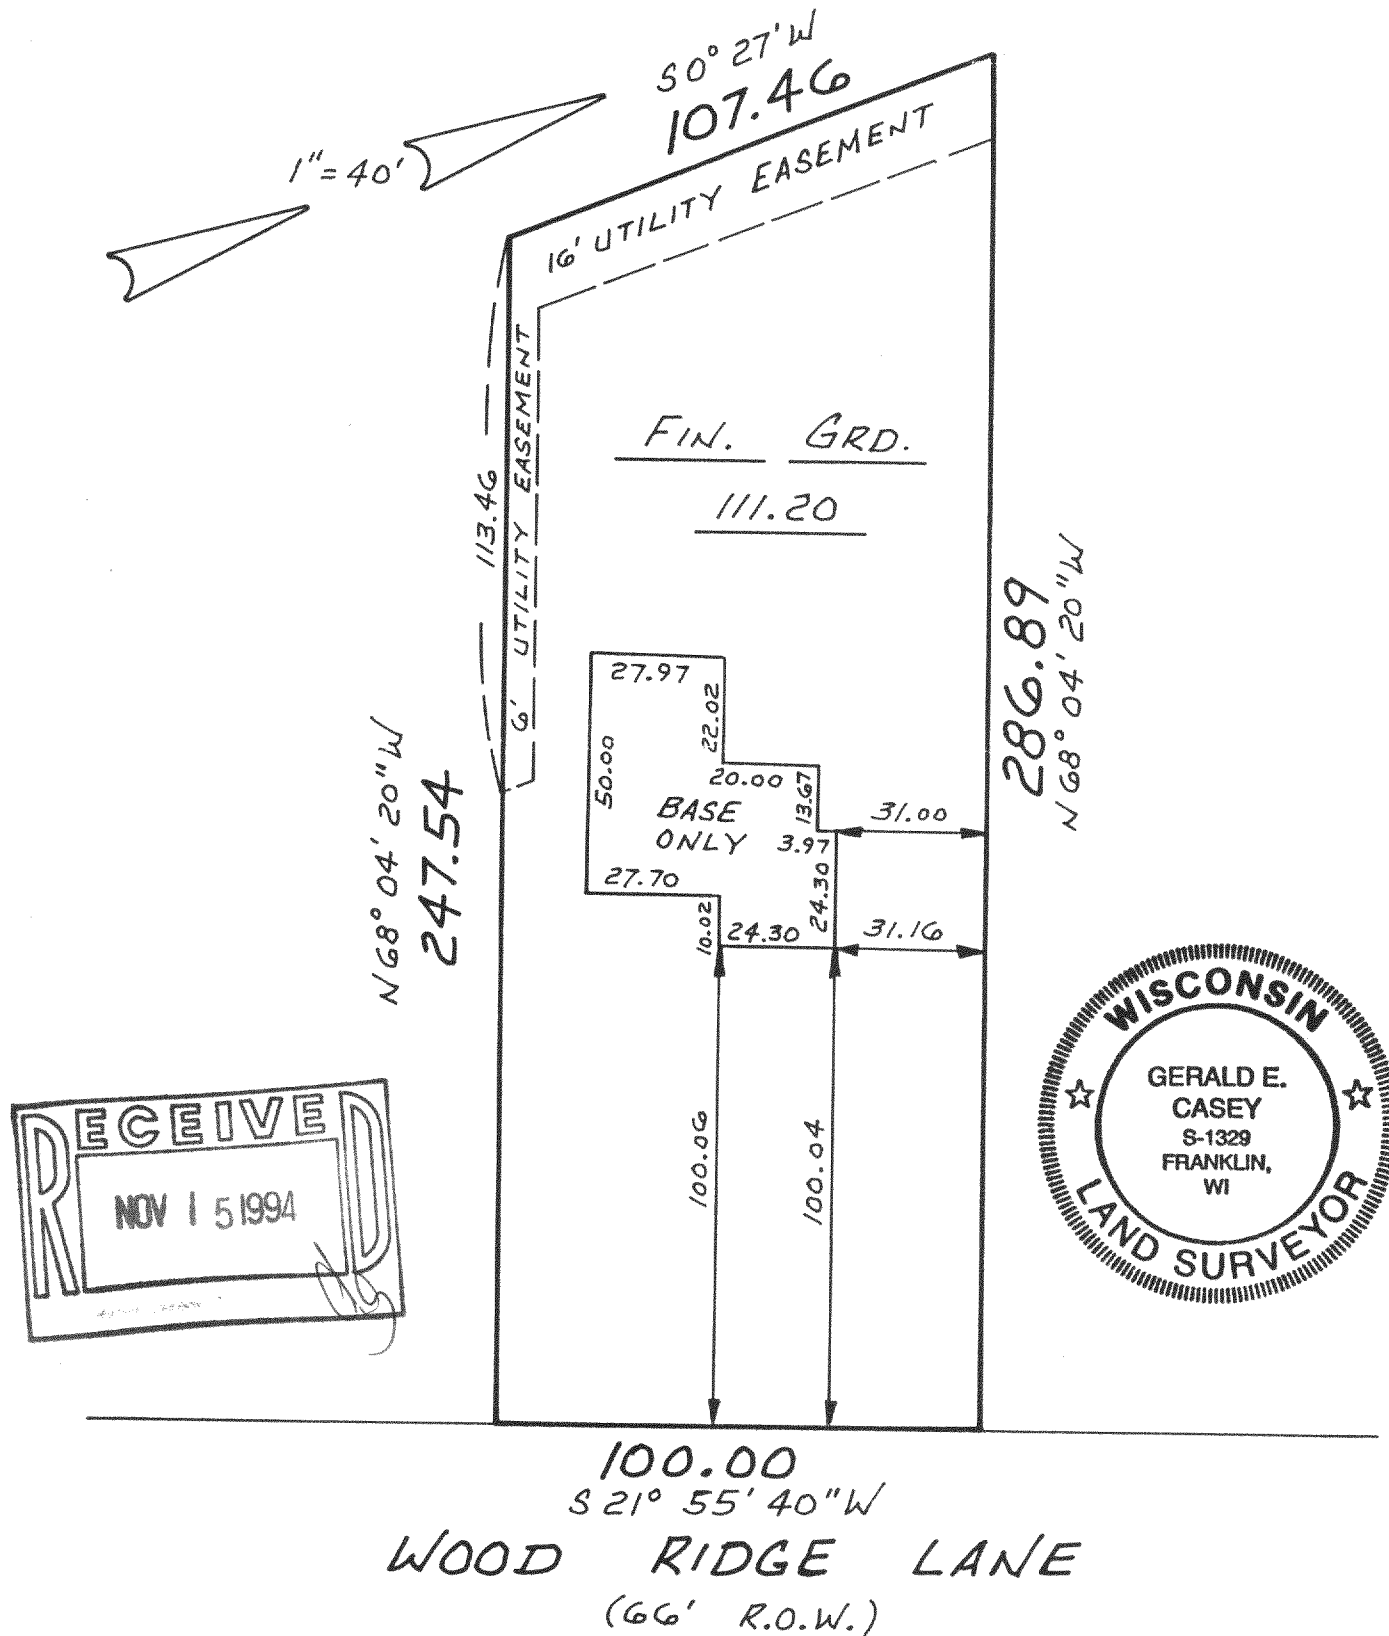 S 0° 27' W
107.46
1" = 40'
16' UTILITY EASEMENT
6' UTILITY EASEMENT
113.46
FIN. GRD.
111.20
286.89
N 68° 04' 20" W
N 68° 04' 20" W
247.54
27.97
22.02
50.00
20.00
13.67
BASE
ONLY
3.97
31.00
27.70
24.30
10.02
24.30
31.16
100.06
100.04
RECEIVED
NOV 15 1994
WISCONSIN
GERALD E.
CASEY
S-1329
FRANKLIN,
WI
LAND SURVEYOR
100.00
S 21° 55' 40" W
WOOD RIDGE LANE
(66' R.O.W.)